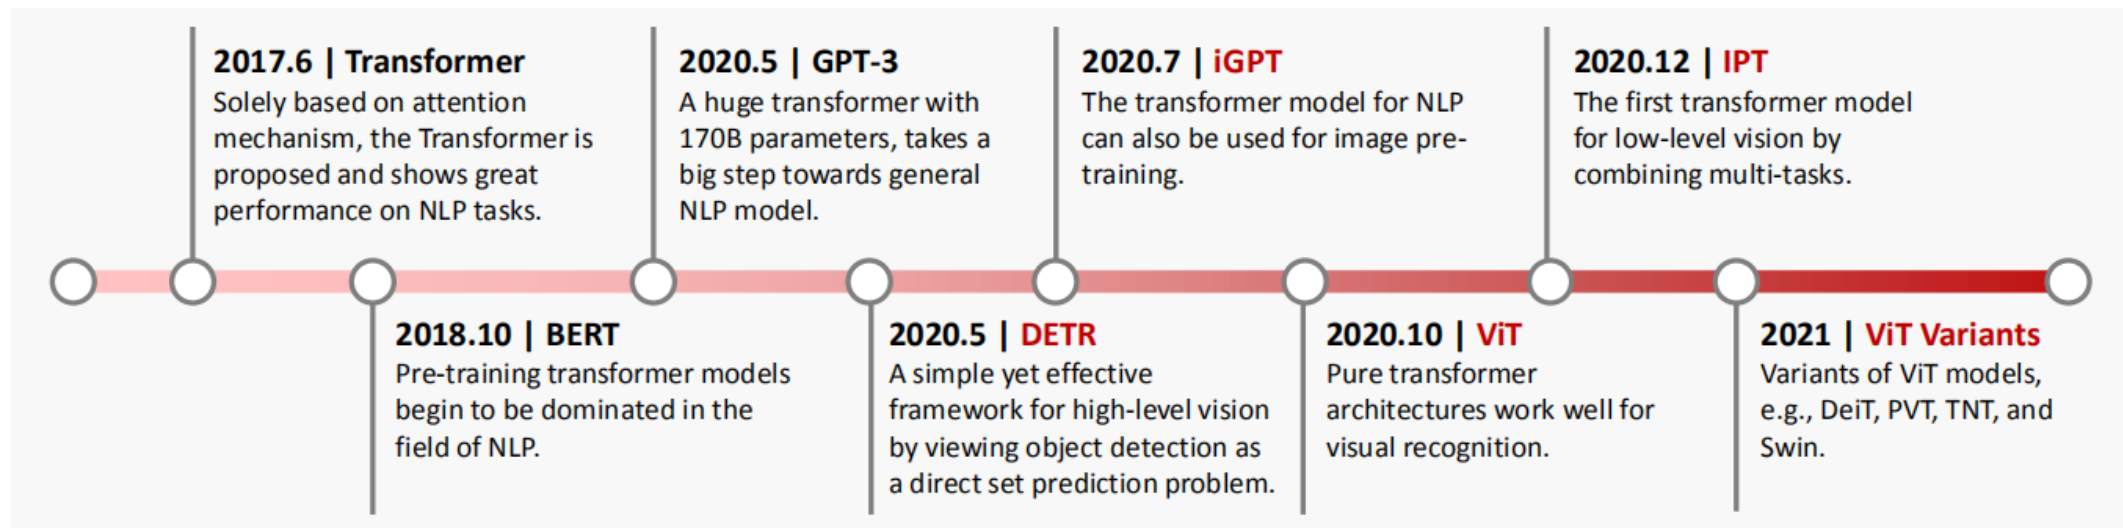 2017.6 | Transformer
Solely based on attention
mechanism, the Transformer is
proposed and shows great
performance on NLP tasks.
2018.10 | BERT
Pre-training transformer models
begin to be dominated in the
field of NLP.
2020.5 | GPT-3
A huge transformer with
170B parameters, takes a
big step towards general
NLP model.
2020.5 | DETR
A simple yet effective
framework for high-level vision
by viewing object detection as
a direct set prediction problem.
2020.7 | iGPT
The transformer model for NLP
can also be used for image pre-
training.
2020.10 | ViT
Pure transformer
architectures work well for
visual recognition.
2020.12 | IPT
The first transformer model
for low-level vision by
combining multi-tasks.
2021 | ViT Variants
Variants of ViT models,
e.g., DeiT, PVT, TNT, and
Swin.